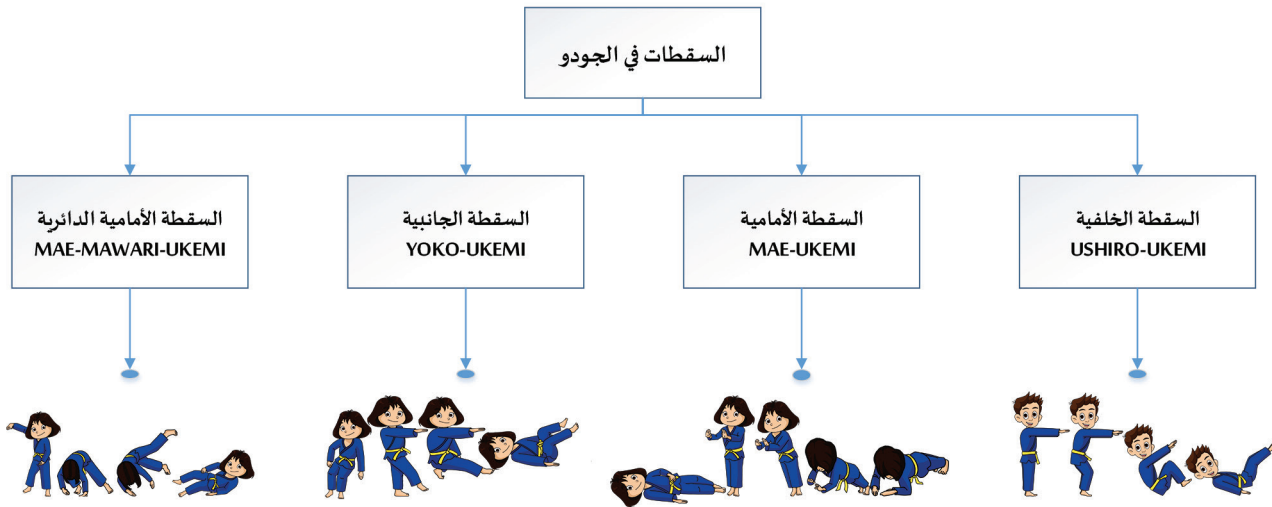 السقطات في الجودو
السقطة الخلفية
USHIRO-UKEMI
السقطة الأمامية
MAE-UKEMI
السقطة الجانبية
YOKO-UKEMI
السقطة الأمامية الدائرية
MAE-MAWARI-UKEMI